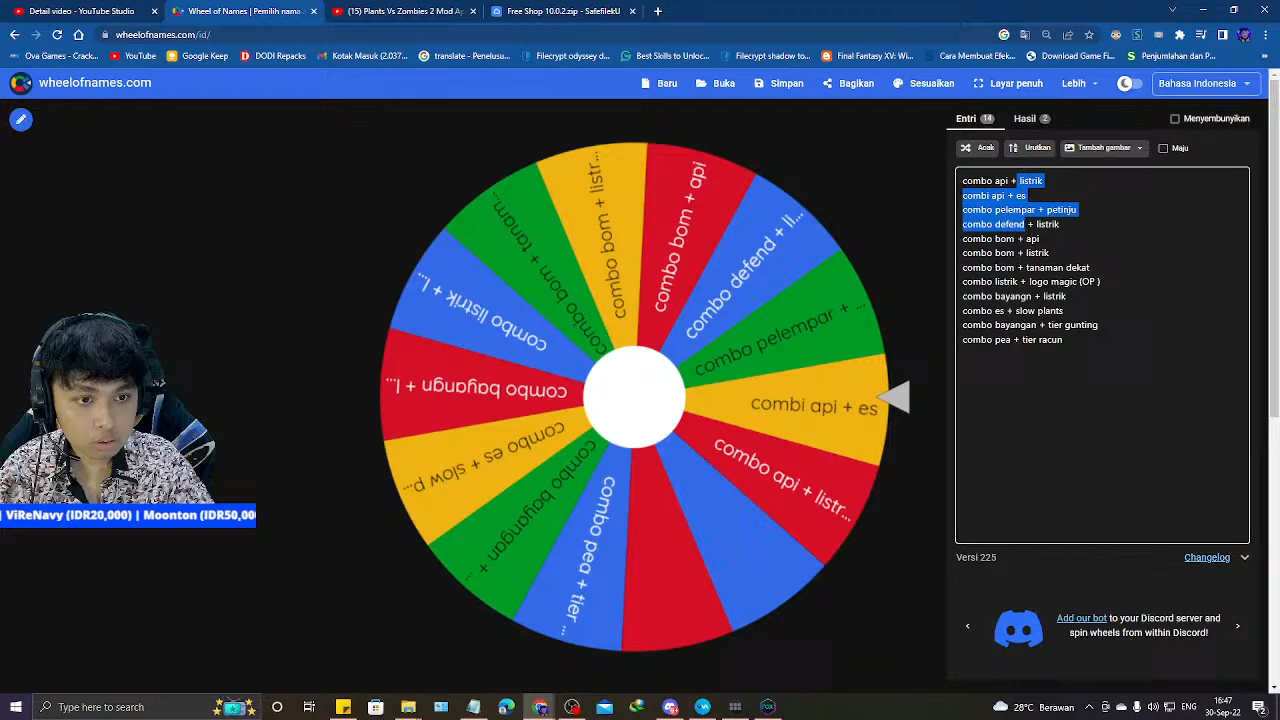 Detail video - YouTube Studio
Wheel of Names | Pemilih nama
(15) Plants Vs Zombies 2 Mod Ap
Free Shop 10.0.2.zip - SafefileKU
wheelofnames.com/id/
Ova Games - Crack...
YouTube
Google Keep
DODI Repacks
Kotak Masuk (2.037...
translate - Penelusu...
Filecrypt odyssey d...
Best Skills to Unloc...
Filecrypt shadow to...
Final Fantasy XV: Wi...
Cara Membuat Efek...
Download Game Fi...
Penjumlahan dan P...
wheelofnames.com
Baru
Buka
Simpan
Bagikan
Sesuaikan
Layar penuh
Lebih
Bahasa Indonesia
Entri 14
Hasil 2
Menyembunyikan
Acak
Urutan
Tambah gambar
Maju
combo api + listrik
combi api + es
combo pelempar + petinju
combo defend + listrik
combo bom + api
combo bom + listrik
combo bom + tanaman dekat
combo listrik + logo magic (OP )
combo bayangn + listrik
combo es + slow plants
combo bayangan + tier gunting
combo pea + tier batuan
combo bom + listr...
combo bom + api
combo defend + li...
combo pelempar + ...
combi api + es
combo api + listr...
combo pea + tier ...
combo bayangan + ...
combo es + slow p...
combo bayangn + l...
combo listrik + l...
combo bom + tanam...
| ViReNavy (IDR20,000) | Moonton (IDR50,00
Versi 225
Changelog
Add our bot to your Discord server and
spin wheels from within Discord!
Type here to search
28°C Berawan
16:47
30-Sep-22